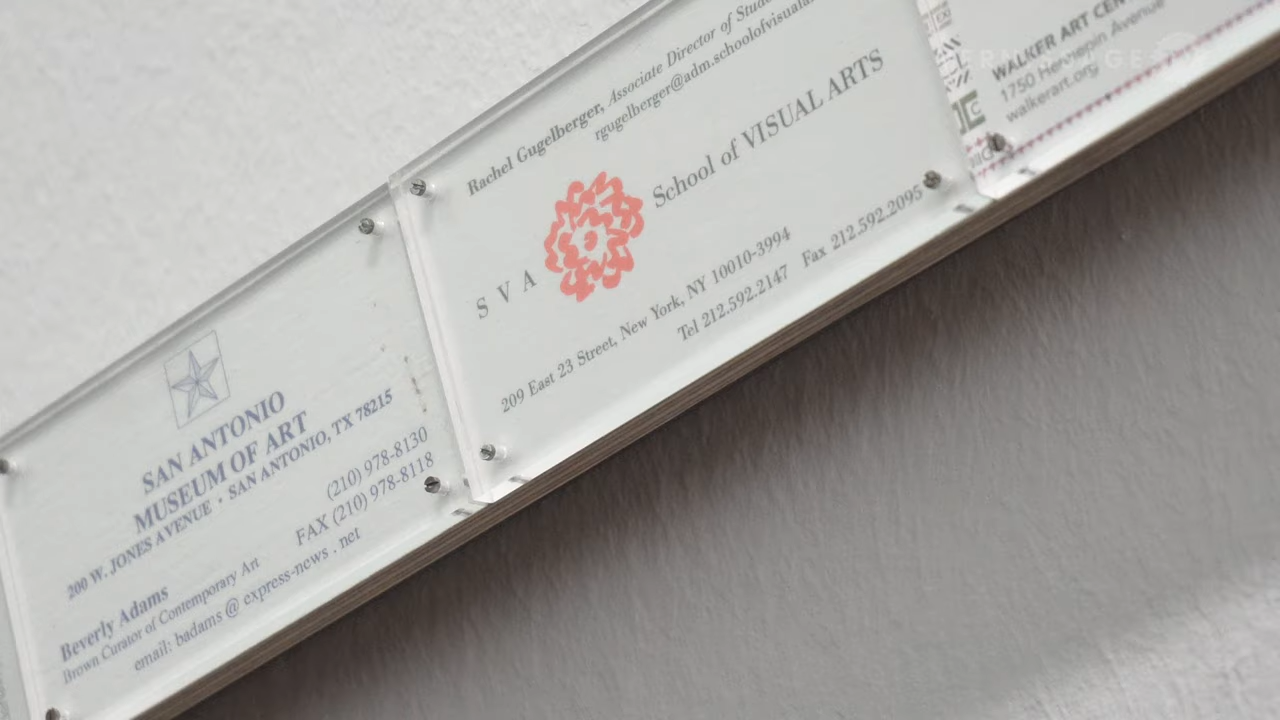 SAN ANTONIO
MUSEUM OF ART
200 W. JONES AVENUE • SAN ANTONIO, TX 78215
(210) 978-8130
FAX (210) 978-8118
Beverly Adams
Brown Curator of Contemporary Art
email: badams @ express-news . net
Rachel Gugelberger, Associate Director of
rgugelberger@adm.schoolofvisual
S V A
School of VISUAL ARTS
209 East 23 Street, New York, NY 10010-3994
Tel 212.592.2147 Fax 212.592.2095
WALKER ART
1750 Hennepin Avenue
walkerart.org